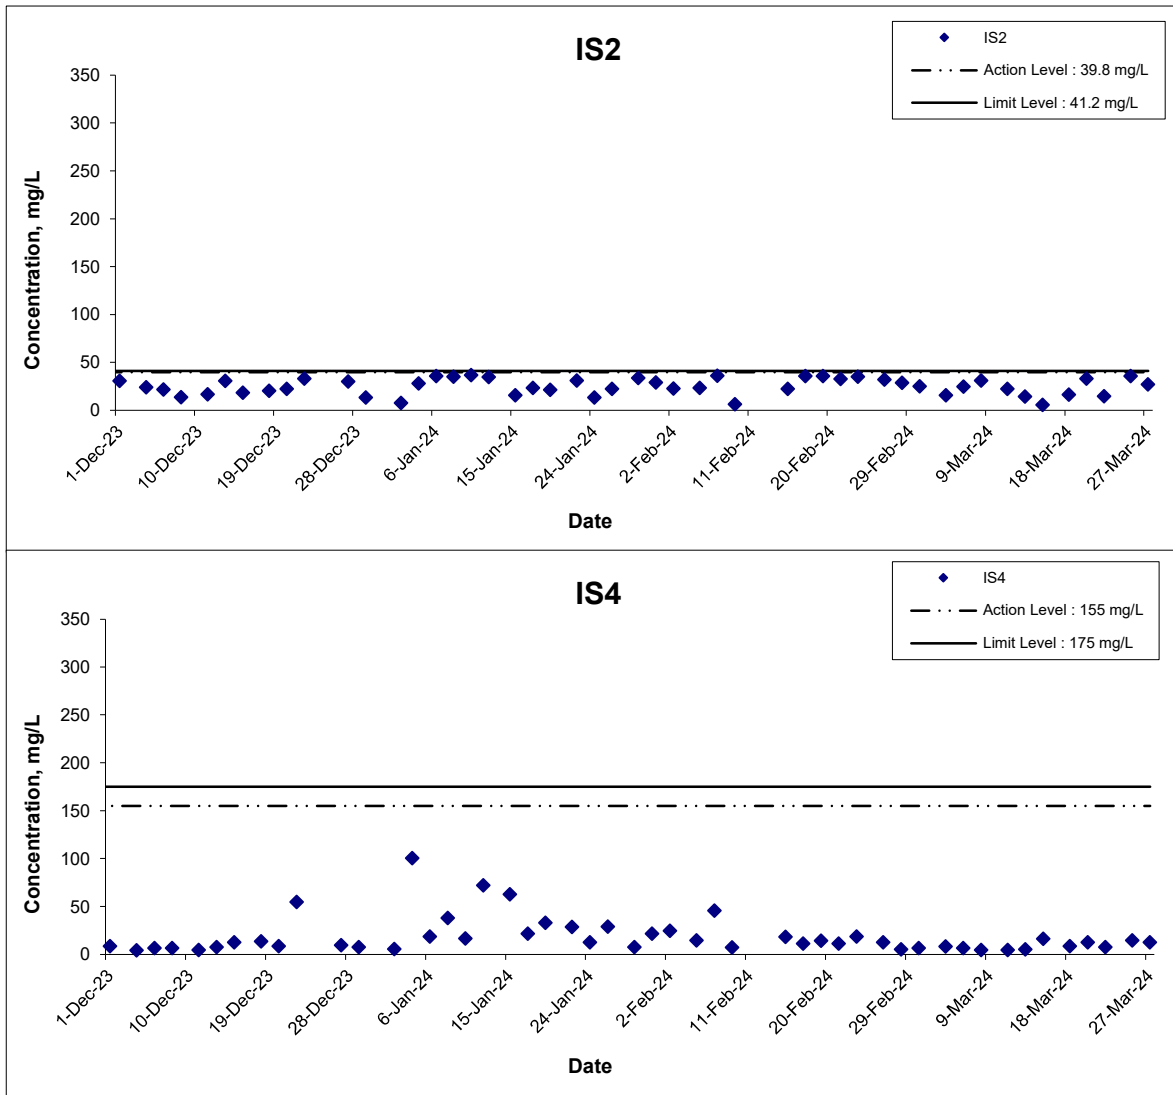 IS2
IS2
Action Level : 39.8 mg/L
Limit Level : 41.2 mg/L
Concentration, mg/L
350
300
250
200
150
100
50
0
1-Dec-23
10-Dec-23
19-Dec-23
28-Dec-23
6-Jan-24
15-Jan-24
24-Jan-24
2-Feb-24
11-Feb-24
20-Feb-24
29-Feb-24
9-Mar-24
18-Mar-24
27-Mar-24
Date
IS4
IS4
Action Level : 155 mg/L
Limit Level : 175 mg/L
Concentration, mg/L
350
300
250
200
150
100
50
0
1-Dec-23
10-Dec-23
19-Dec-23
28-Dec-23
6-Jan-24
15-Jan-24
24-Jan-24
2-Feb-24
11-Feb-24
20-Feb-24
29-Feb-24
9-Mar-24
18-Mar-24
27-Mar-24
Date